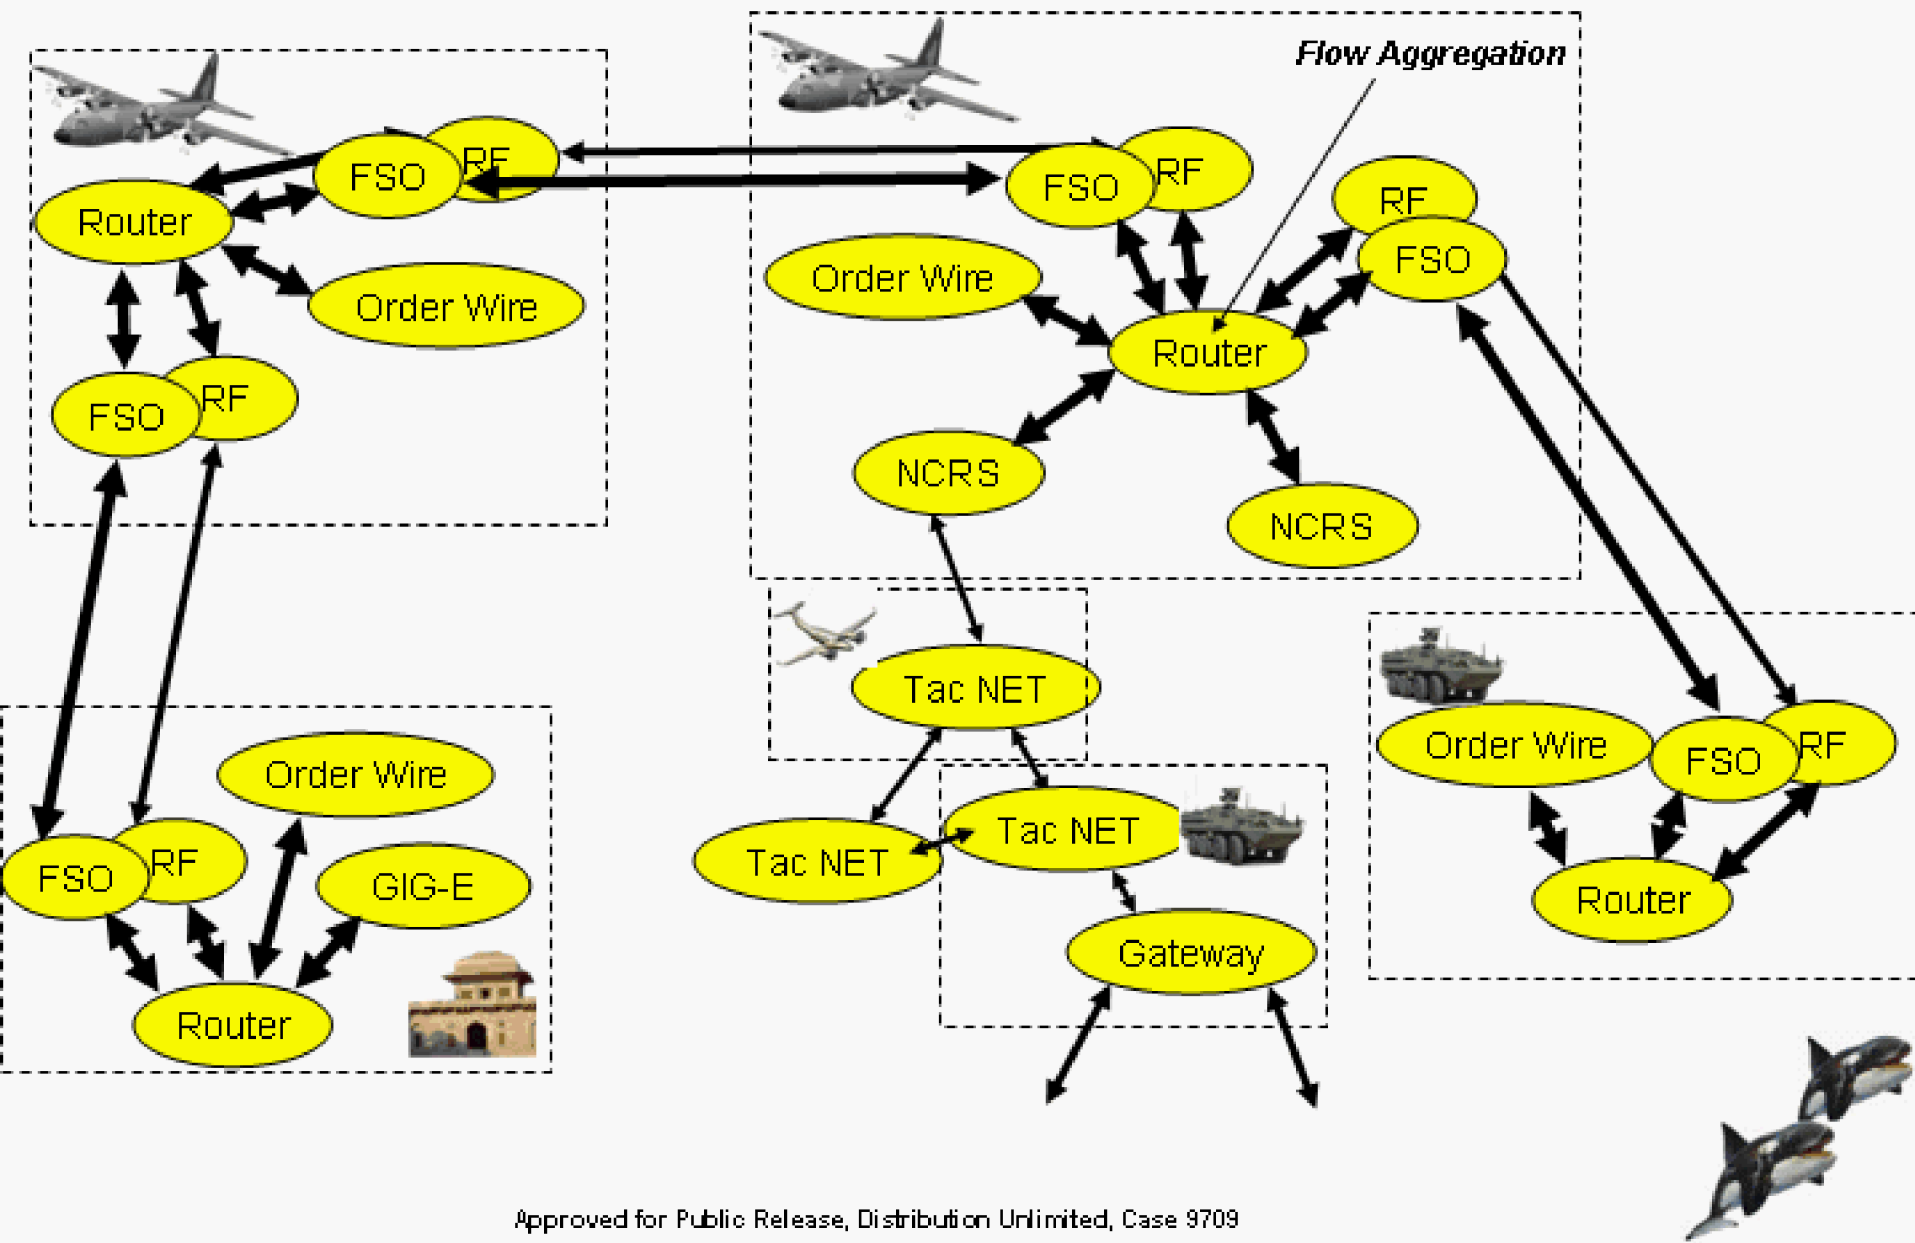 Flow Aggregation
FSO
RF
Router
Order Wire
FSO
RF
FSO
RF
RF
FSO
Order Wire
Router
NCRS
NCRS
Tac NET
Tac NET
Tac NET
Gateway
Order Wire
FSO
RF
Router
Order Wire
FSO
RF
GIG-E
Router
Approved for Public Release, Distribution Unlimited, Case 9709